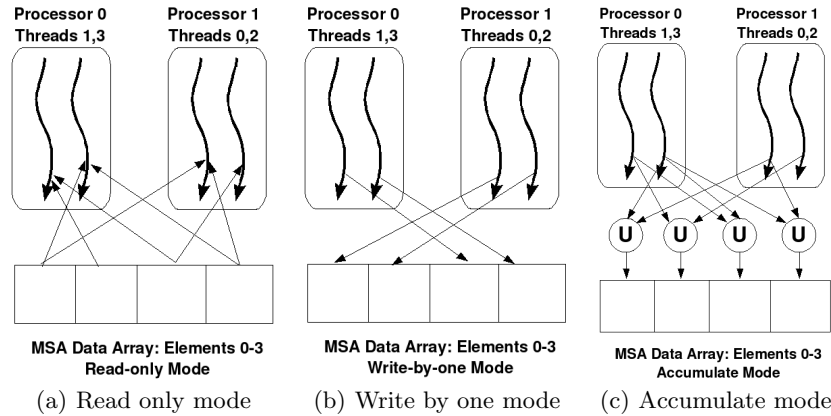 Processor 0
Threads 1,3
Processor 1
Threads 0,2
MSA Data Array: Elements 0-3
Read-only Mode
(a) Read only mode
Processor 0
Threads 1,3
Processor 1
Threads 0,2
MSA Data Array: Elements 0-3
Write-by-one Mode
(b) Write by one mode
Processor 0
Threads 1,3
Processor 1
Threads 0,2
U U U U
MSA Data Array: Elements 0-3
Accumulate Mode
(c) Accumulate mode